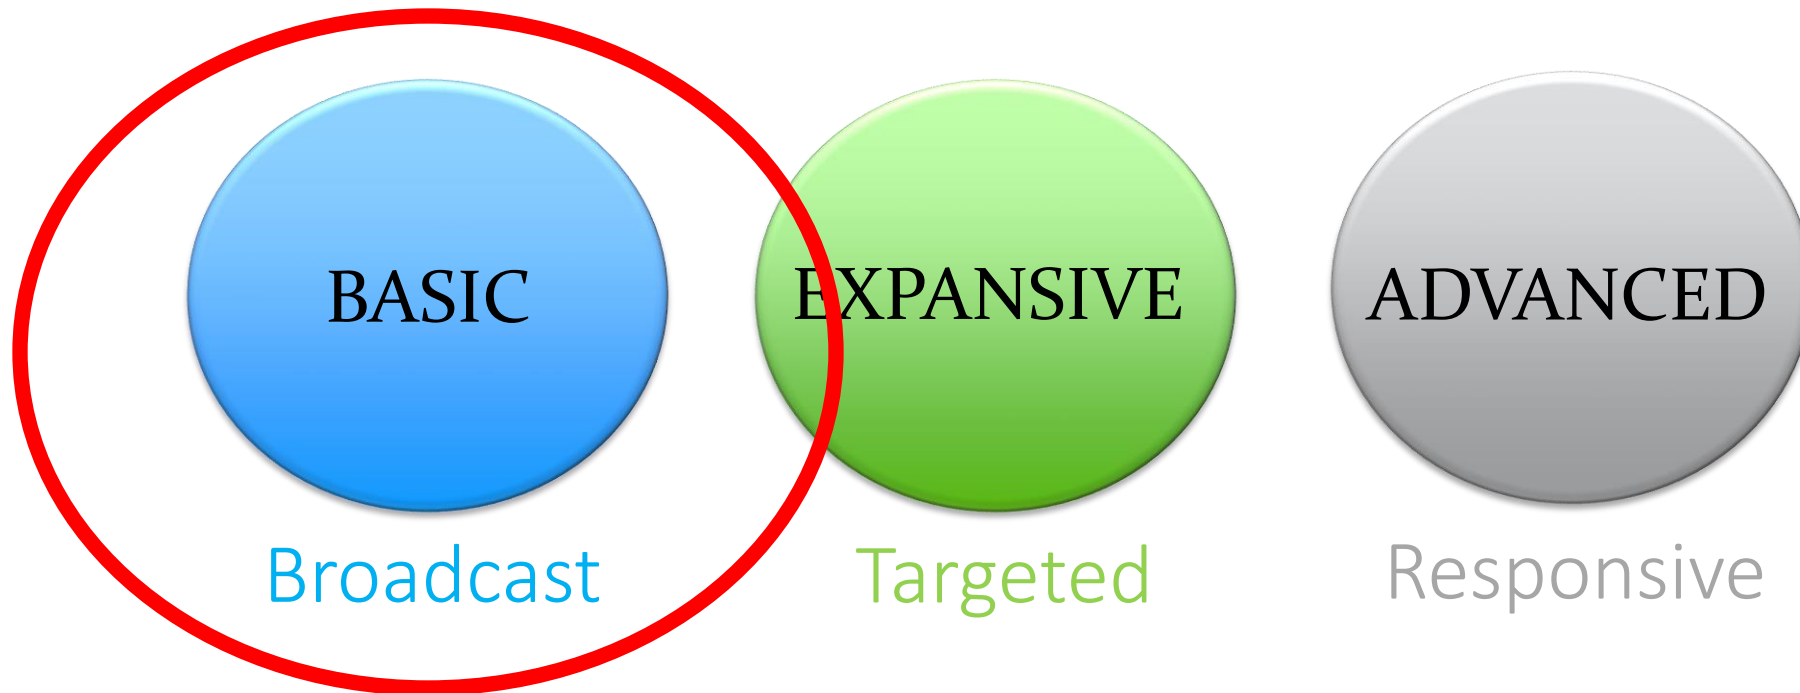 BASIC
EXPANSIVE
ADVANCED
Broadcast
Targeted
Responsive